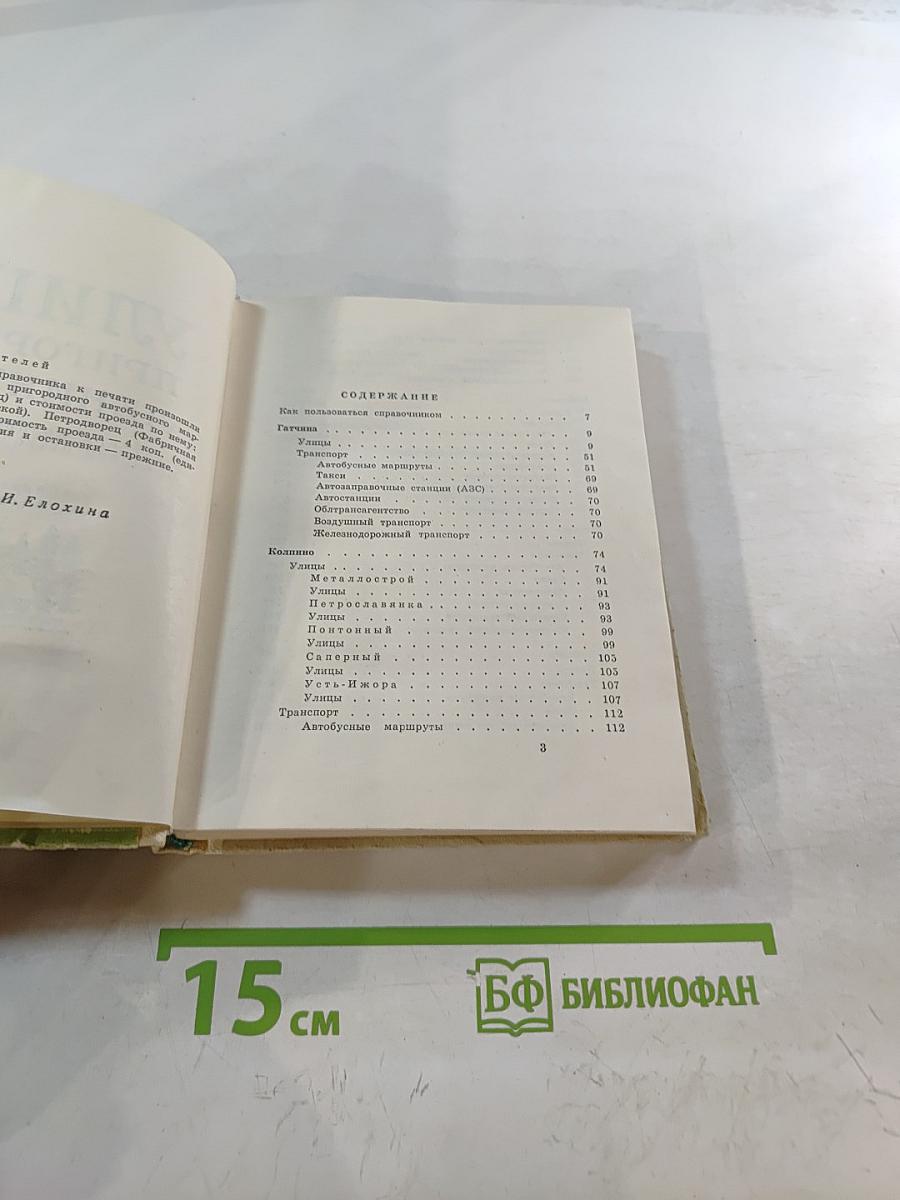 телей
равочника к печати произошли
пригородного автобусного мар-
д) и стоимости проезда по нему:
ской). Петродворец (Фабричная
оимость проезда — 4 коп. (еди-
ия и остановки — прежние.
И. Елохина
СОДЕРЖАНИЕ
Как пользоваться справочником . . . . . . . . . . 7
Гатчина . . . . . . . . . . . . . . . . . . . 9
Улицы . . . . . . . . . . . . . . . . . . 9
Транспорт . . . . . . . . . . . . . . . . . 51
Автобусные маршруты . . . . . . . . . . . 51
Такси . . . . . . . . . . . . . . . . . 69
Автозаправочные станции (АЗС) . . . . . . . . 69
Автостанции . . . . . . . . . . . . . . . 70
Облтрансагентство . . . . . . . . . . . . . 70
Воздушный транспорт . . . . . . . . . . . 70
Железнодорожный транспорт . . . . . . . . 70
Колпино . . . . . . . . . . . . . . . . . . 74
Улицы . . . . . . . . . . . . . . . . . . 74
Металлострой . . . . . . . . . . . . . 91
Улицы . . . . . . . . . . . . . . . . 91
Петрославянка . . . . . . . . . . . . 93
Улицы . . . . . . . . . . . . . . . . 93
Понтонный . . . . . . . . . . . . . . 99
Улицы . . . . . . . . . . . . . . . . 99
Саперный . . . . . . . . . . . . . . 105
Улицы . . . . . . . . . . . . . . . . 105
Усть-Ижора . . . . . . . . . . . . . 107
Улицы . . . . . . . . . . . . . . . . 107
Транспорт . . . . . . . . . . . . . . . . 112
Автобусные маршруты . . . . . . . . . . 112
3
15 см
БФ БИБЛИОФАН